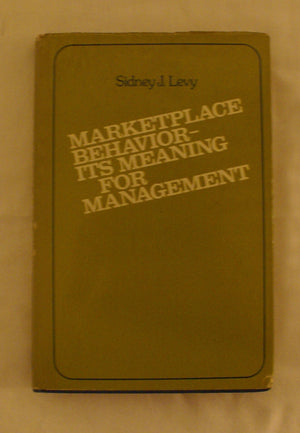 Sidney J. Levy
MARKETPLACE
BEHAVIOR–
ITS MEANING
FOR
MANAGEMENT